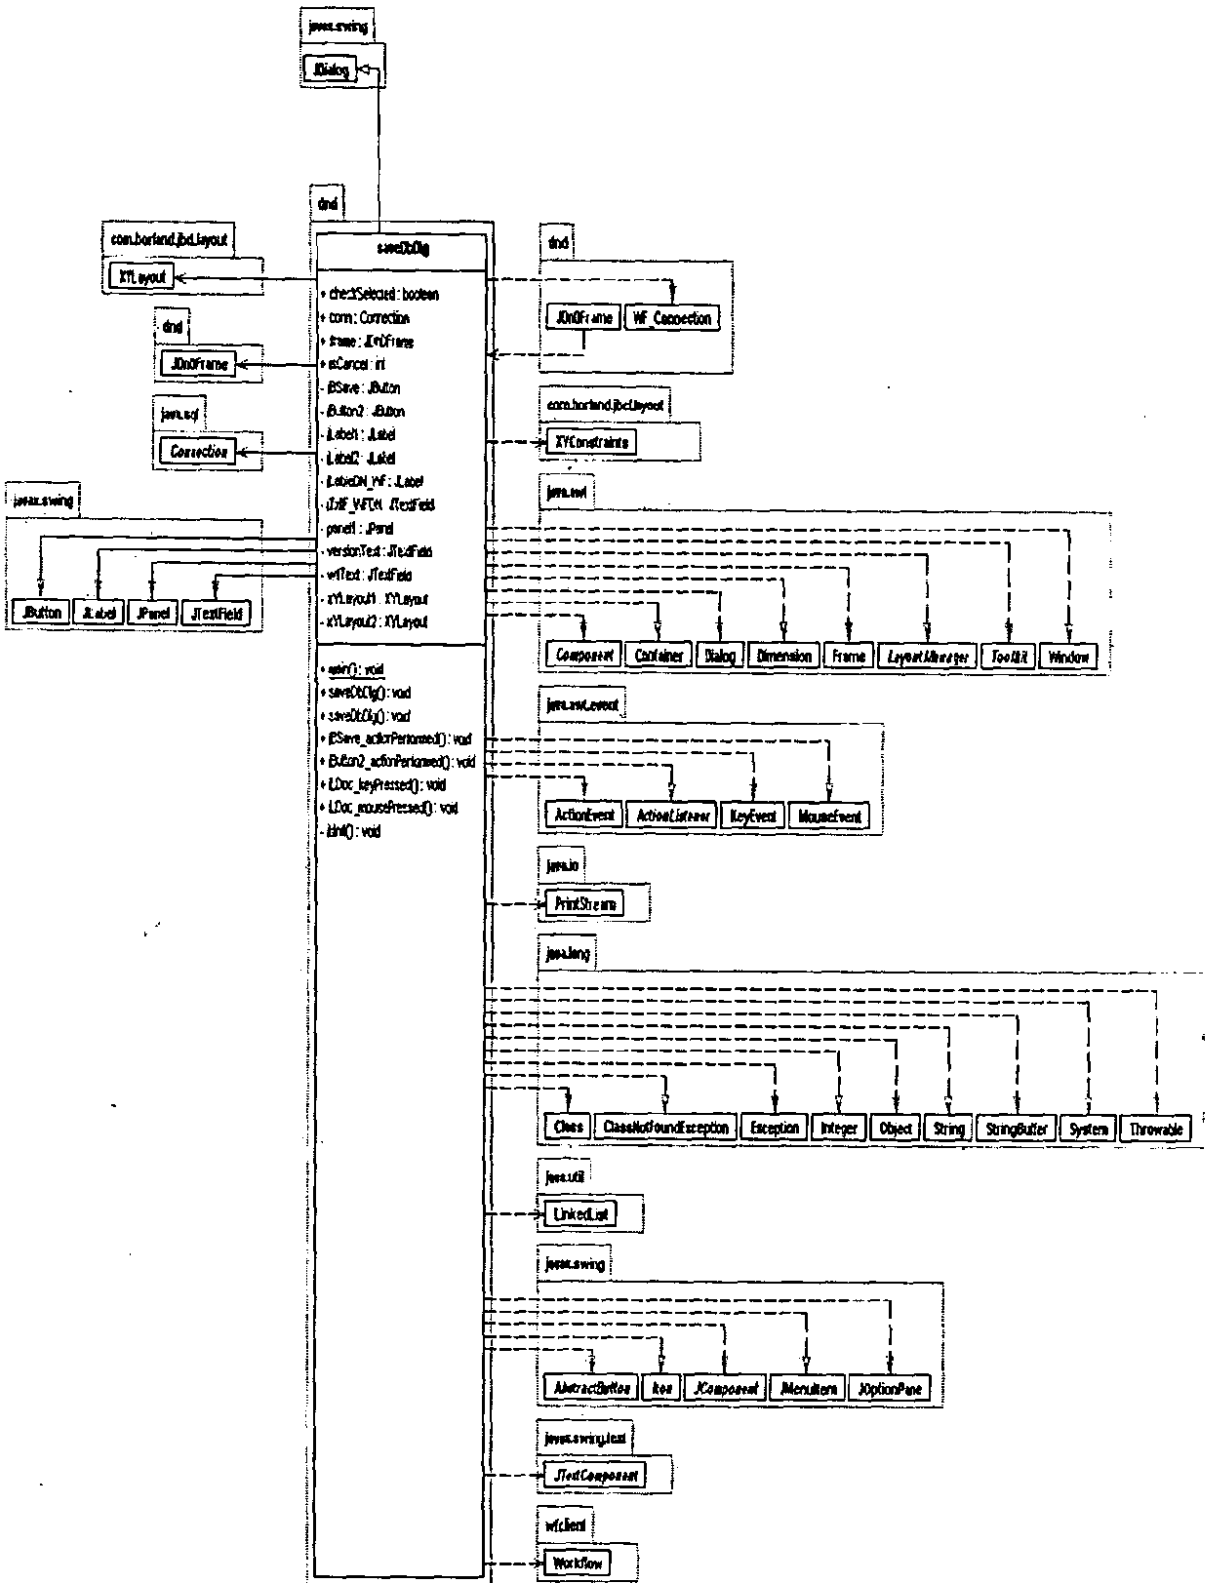 javax.swing
JDialog
dnd
com.borland.jbcl.layout
XYLayout
dnd
JDnDFrame
java.sql
Connection
javax.swing
JButton
JLabel
JPanel
JTextField
saveDbDlg
+ checkSelected : boolean
+ conn : Connection
+ frame : JDnDFrame
+ isCancel : int
- jBSave : JButton
- jButton2 : JButton
- jLabel1 : JLabel
- jLabel2 : JLabel
- jLableDN_WF : JLabel
JTextField
- panel1 : JPanel
- versionText : JTextField
- wfText : JTextField
- xYLayout1 : XYLayout
- xYLayout2 : XYLayout
+ main() : void
+ saveDbDlg() : void
+ saveDbDlg() : void
+ jBSave_actionPerformed() : void
+ jButton2_actionPerformed() : void
+ LDoc_keyPressed() : void
+ LDoc_mousePressed() : void
- jbInit() : void
dnd
JDnDFrame
WF_Connection
com.borland.jbcl.layout
XYConstraints
java.awt
Component
Container
Dialog
Dimension
Frame
LayoutManager
Toolkit
Window
java.awt.event
ActionEvent
ActionListener
KeyEvent
MouseEvent
java.io
PrintStream
java.lang
Class
ClassNotFoundException
Exception
Integer
Object
String
StringBuffer
System
Throwable
java.util
LinkedList
javax.swing
AbstractButton
Icon
JComponent
JMenuItem
JOptionPane
javax.swing.text
JTextComponent
wfclient
Workflow